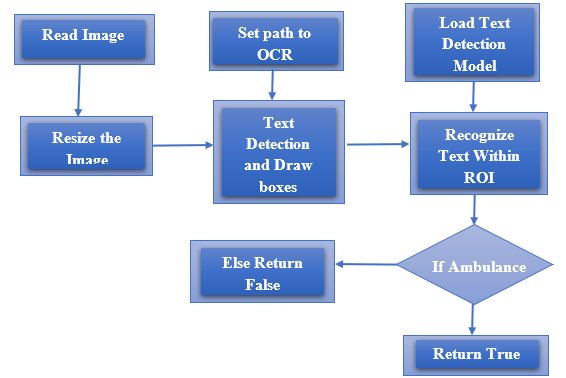 Read Image
Set path to
OCR
Load Text
Detection
Model
Resize the
Image
Text
Detection
and Draw
boxes
Recognize
Text Within
ROI
If Ambulance
Else Return
False
Return True